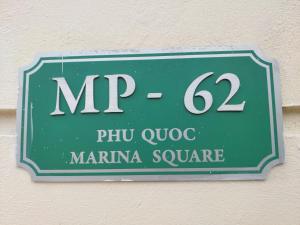 MP - 62
PHU QUOC
MARINA SQUARE